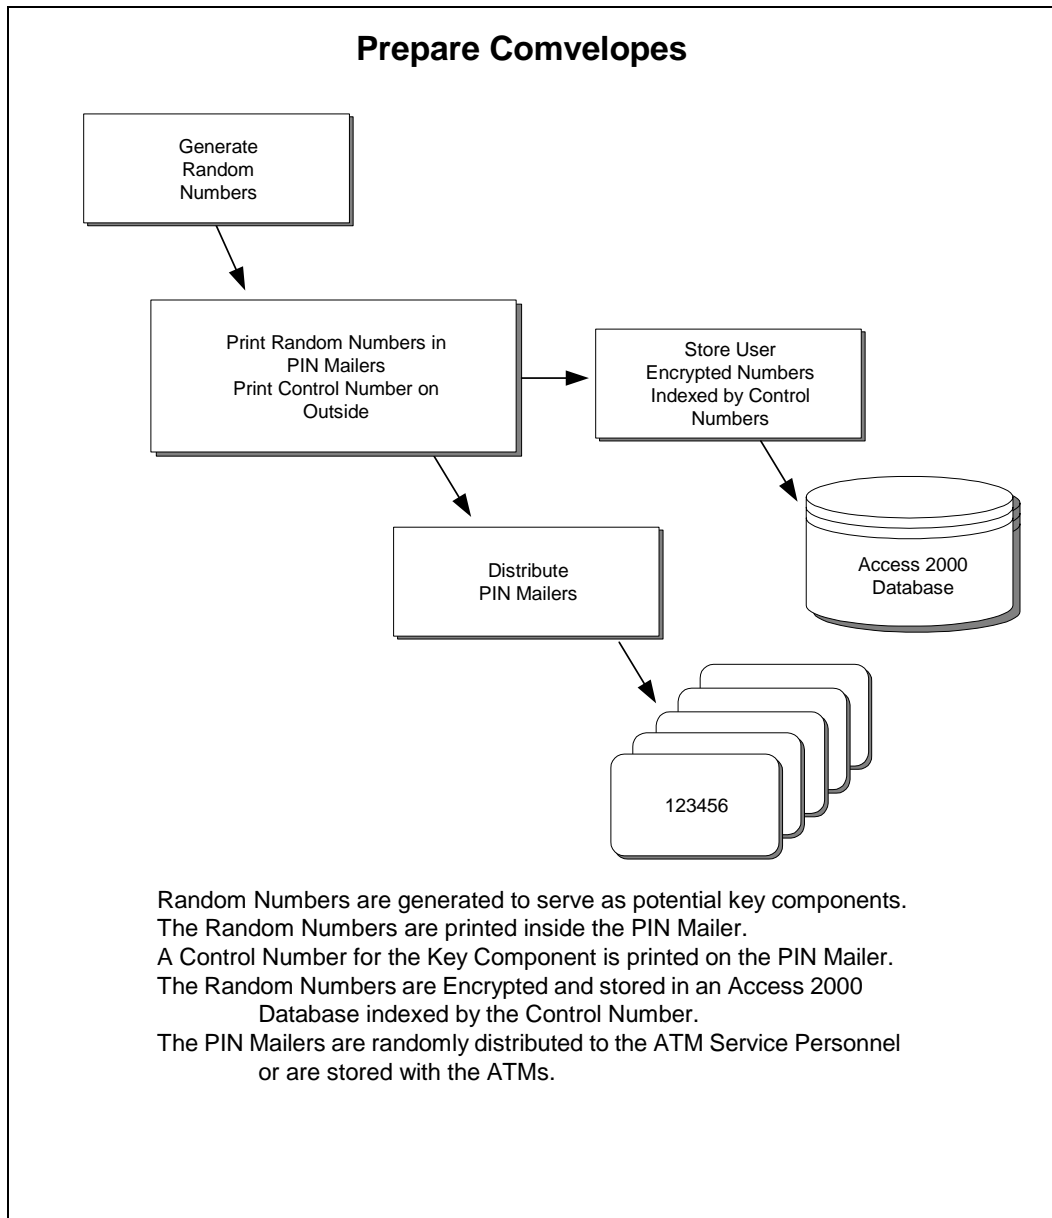 Prepare Comvelopes
Generate
Random
Numbers
Print Random Numbers in
PIN Mailers
Print Control Number on
Outside
Store User
Encrypted Numbers
Indexed by Control
Numbers
Distribute
PIN Mailers
Access 2000
Database
123456
Random Numbers are generated to serve as potential key components.
The Random Numbers are printed inside the PIN Mailer.
A Control Number for the Key Component is printed on the PIN Mailer.
The Random Numbers are Encrypted and stored in an Access 2000
Database indexed by the Control Number.
The PIN Mailers are randomly distributed to the ATM Service Personnel
or are stored with the ATMs.